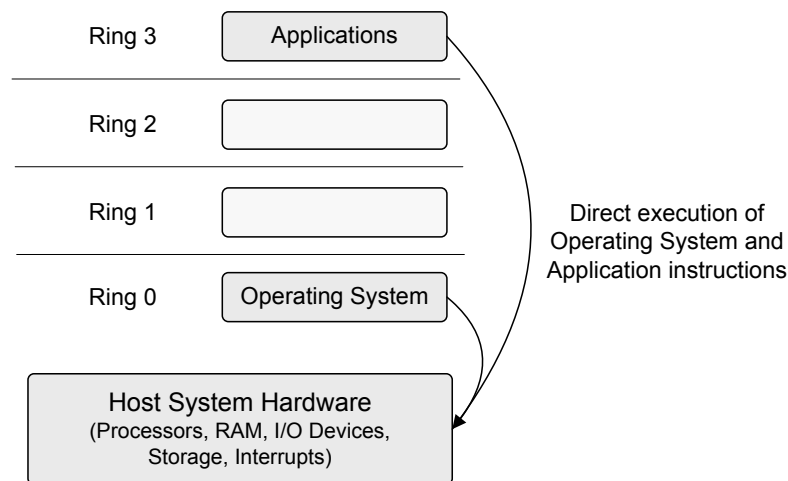 Ring 3
Applications
Ring 2
Ring 1
Direct execution of
Operating System and
Application instructions
Ring 0
Operating System
Host System Hardware
(Processors, RAM, I/O Devices,
Storage, Interrupts)